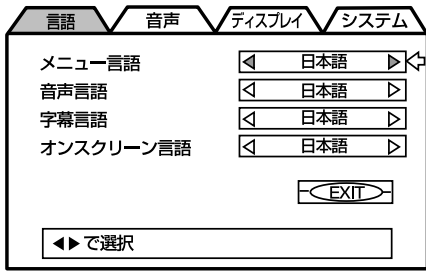 言語 音声 ディスプレイ システム
メニュー言語 ◀ 日本語 ▶
音声言語 ◁ 日本語 ▷
字幕言語 ◁ 日本語 ▷
オンスクリーン言語 ◁ 日本語 ▷
EXIT
◀▶で選択